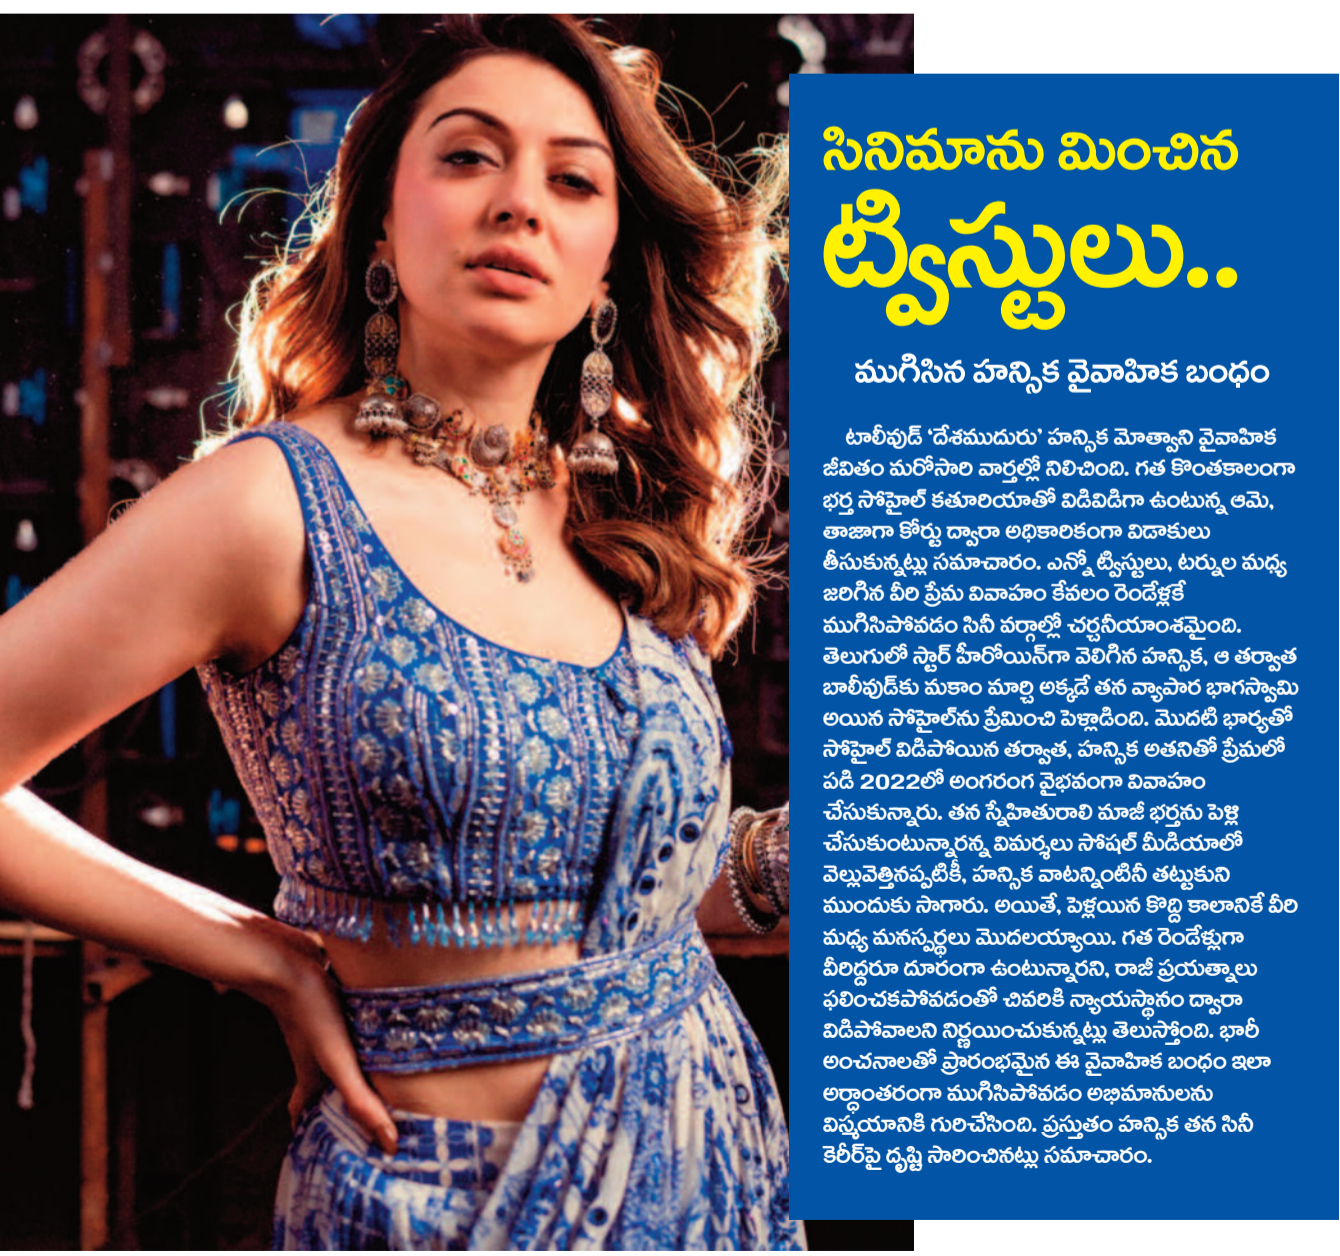 సినిమాను మించిన
ట్విస్టులు..
ముగిసిన హన్సిక వైవాహిక బంధం
టాలీవుడ్ ‘దేశముదురు’ హన్సిక మోత్వాని వైవాహిక
జీవితం మరోసారి వార్తల్లో నిలిచింది. గత కొంతకాలంగా
భర్త సోహైల్ కతూరియాతో విడివిడిగా ఉంటున్న ఆమె,
తాజాగా కోర్టు ద్వారా అధికారికంగా విడాకులు
తీసుకున్నట్లు సమాచారం. ఎన్నో ట్విస్టులు, టర్నుల మధ్య
జరిగిన వీరి ప్రేమ వివాహం కేవలం రెండేళ్లకే
ముగిసిపోవడం సినీ వర్గాల్లో చర్చనీయాంశమైంది.
తెలుగులో స్టార్ హీరోయిన్‌గా వెలిగిన హన్సిక, ఆ తర్వాత
బాలీవుడ్‌కు మకాం మార్చి అక్కడే తన వ్యాపార భాగస్వామి
అయిన సోహైల్‌ను ప్రేమించి పెళ్లాడింది. మొదటి భార్యతో
సోహైల్ విడిపోయిన తర్వాత, హన్సిక అతనితో ప్రేమలో
పడి 2022లో అంగరంగ వైభవంగా వివాహం
చేసుకున్నారు. తన స్నేహితురాలి మాజీ భర్తను పెళ్లి
చేసుకుంటున్నారన్న విమర్శలు సోషల్ మీడియాలో
వెల్లువెత్తినప్పటికీ, హన్సిక వాటన్నింటినీ తట్టుకుని
ముందుకు సాగారు. అయితే, పెళ్లయిన కొద్ది కాలానికే వీరి
మధ్య మనస్పర్థలు మొదలయ్యాయి. గత రెండేళ్లుగా
వీరిద్దరూ దూరంగా ఉంటున్నారని, రాజీ ప్రయత్నాలు
ఫలించకపోవడంతో చివరికి న్యాయస్థానం ద్వారా
విడిపోవాలని నిర్ణయించుకున్నట్లు తెలుస్తోంది. భారీ
అంచనాలతో ప్రారంభమైన ఈ వైవాహిక బంధం ఇలా
అర్ధాంతరంగా ముగిసిపోవడం అభిమానులను
విస్మయానికి గురిచేసింది. ప్రస్తుతం హన్సిక తన సినీ
కెరీర్‌పై దృష్టి సారించినట్లు సమాచారం.